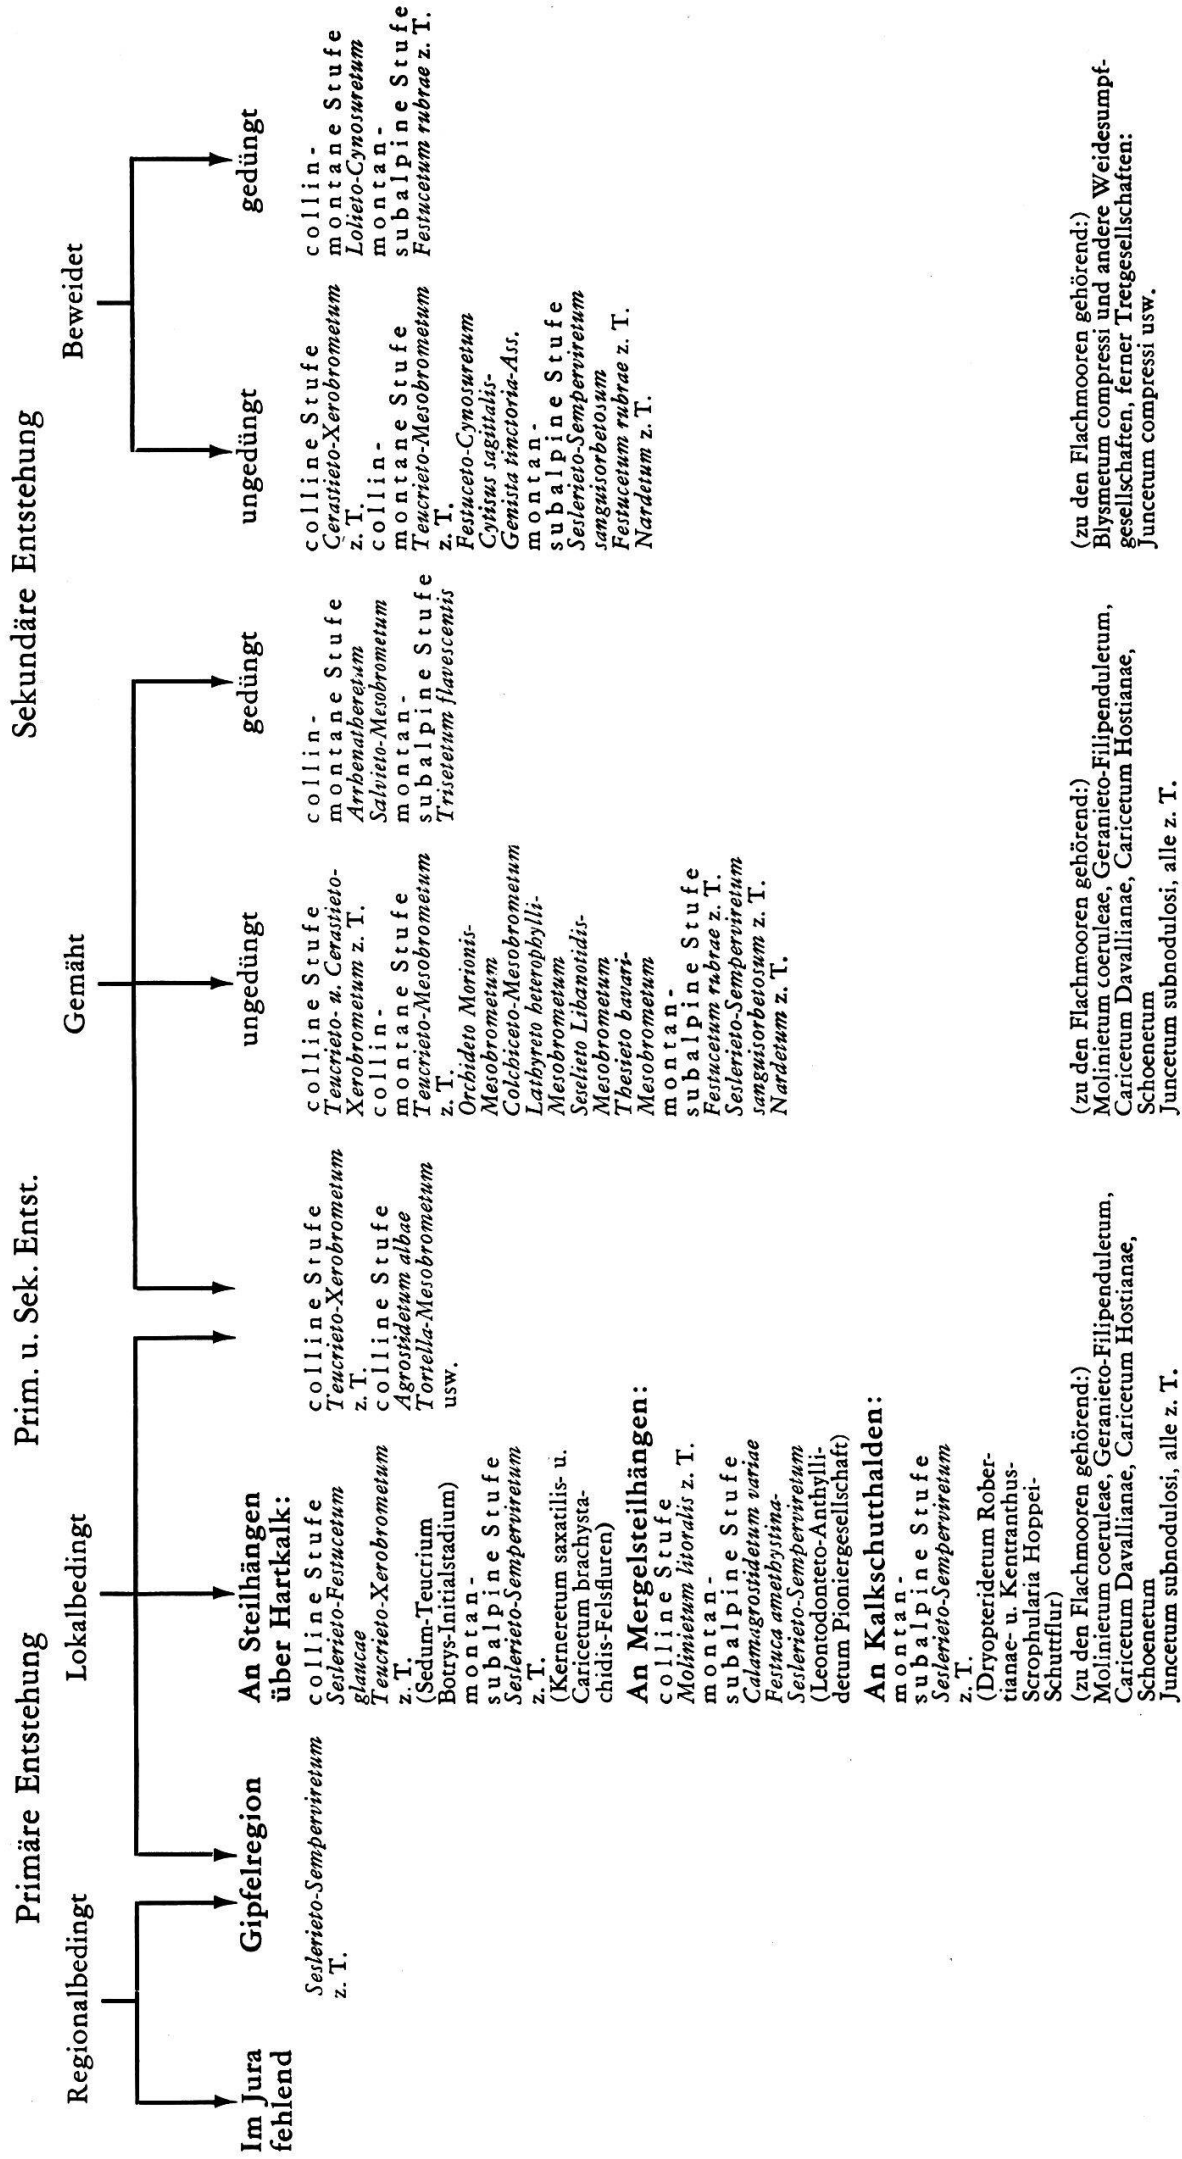 Primäre Entstehung
Prim. u. Sek. Entst.
Sekundäre Entstehung
Regionalbedingt
Lokalbedingt
Gemäht
Beweidet
Im Jura
fehlend
Gipfelregion
Seslerieto-Semperviretum
z. T.
An Steilhängen
über Hartkalk:
colline Stufe
Seslerieto-Festucetum
glaucae
Teucrieto-Xerobrometum
z. T.
(Sedum-Teucrium
Botrys-Initialstadium)
montan-
subalpine Stufe
Seslerieto-Semperviretum
z. T.
(Kerneretum saxatilis- u.
Caricetum brachysta-
chidis-Felsfluren)
An Mergelsteilhängen:
colline Stufe
Molinietum litoralis z. T.
montan-
subalpine Stufe
Calamagrostidetum variae
Festuca amethystina-
Seslerieto-Semperviretum
(Leontodonteto-Anthylli-
detum Pioniergesellschaft)
An Kalkschutthalden:
montan-
subalpine Stufe
Seslerieto-Semperviretum
z. T.
(Dryopterideum Rober-
tianae- u. Kentranthus-
Scrophularia Hoppei-
Schuttflur)
(zu den Flachmooren gehörend:)
Molinietum coeruleae, Geranieto-Filipenduletum,
Caricetum Davallianae, Caricetum Hostianae,
Schoenetum
Juncetum subnodulosi, alle z. T.
colline Stufe
Teucrieto-Xerobrometum
z. T.
colline Stufe
Agrostidetum albae
Tortella-Mesobrometum
usw.
ungedüngt
colline Stufe
Teucrieto- u. Cerastieto-
Xerobrometum z. T.
collin-
montane Stufe
Teucrieto-Mesobrometum
z. T.
Orchideto Morionis-
Mesobrometum
Colchiceto-Mesobrometum
Lathyreto heterophylli-
Mesobrometum
Seselieto Libanotidis-
Mesobrometum
Thesieto bavari-
Mesobrometum
montan-
subalpine Stufe
Festucetum rubrae z. T.
Seslerieto-Semperviretum
sanguisorbetosum z. T.
Nardetum z. T.
(zu den Flachmooren gehörend:)
Molinietum coeruleae, Geranieto-Filipenduletum,
Caricetum Davallianae, Caricetum Hostianae,
Schoenetum
Juncetum subnodulosi, alle z. T.
gedüngt
collin-
montane Stufe
Arrhenatheretum
Salvieto-Mesobrometum
montan-
subalpine Stufe
Trisetetum flavescentis
ungedüngt
colline Stufe
Cerastieto-Xerobrometum
z. T.
collin-
montane Stufe
Teucrieto-Mesobrometum
z. T.
Festuceto-Cynosuretum
Cytisus sagittalis-
Genista tinctoria-Ass.
montan-
subalpine Stufe
Seslerieto-Semperviretum
sanguisorbetosum
Festucetum rubrae z. T.
Nardetum z. T.
(zu den Flachmooren gehörend:)
Blysmetum compressi und andere Weidesumpf-
gesellschaften, ferner Tretgesellschaften:
Juncetum compressi usw.
gedüngt
collin-
montane Stufe
Lolieto-Cynosuretum
montan-
subalpine Stufe
Festucetum rubrae z. T.